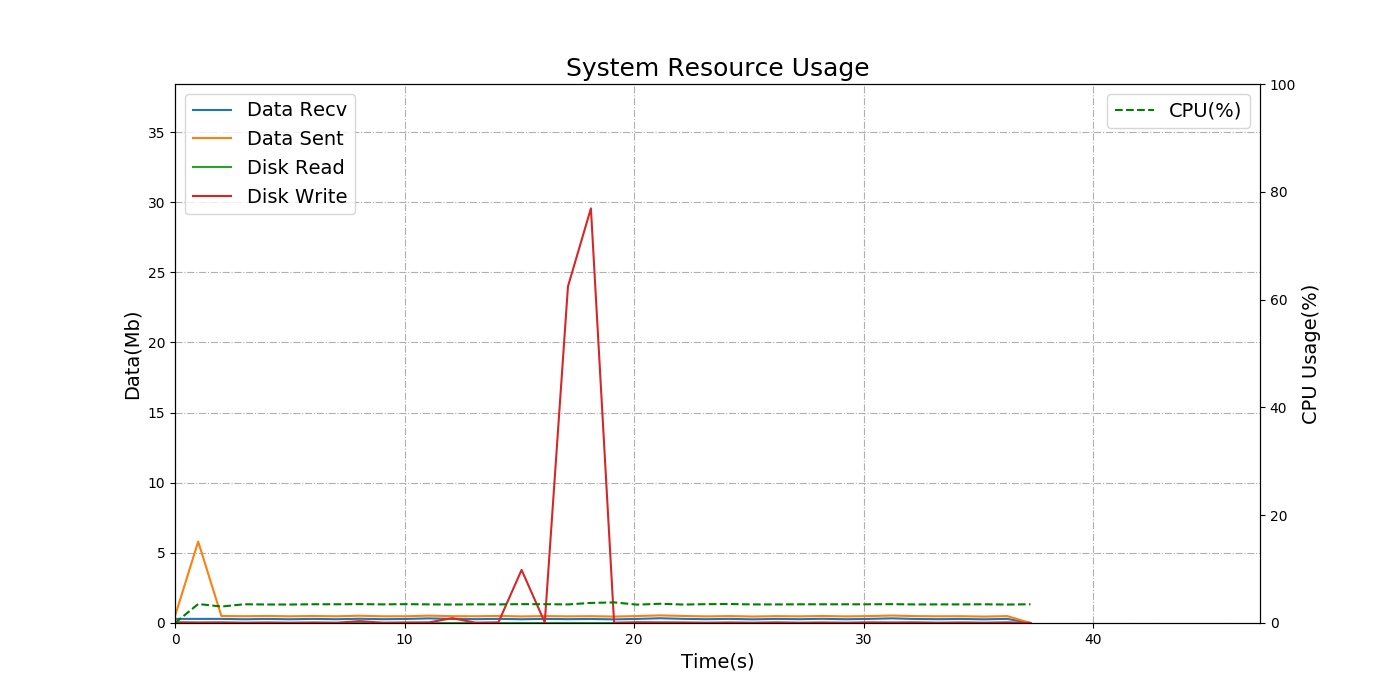 System Resource Usage
Data Recv
Data Sent
Disk Read
Disk Write
CPU(%)
Data(Mb)
35
30
25
20
15
10
5
0
100
80
60
40
20
0
CPU Usage(%)
0
10
20
30
40
Time(s)